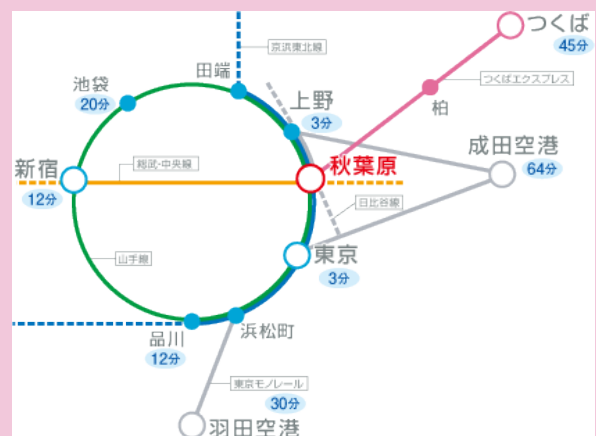 つくば
45分
京浜東北線
田端
池袋
20分
つくばエクスプレス
上野
3分
柏
成田空港
64分
新宿
12分
総武・中央線
秋葉原
日比谷線
山手線
東京
3分
品川
12分
浜松町
東京モノレール
30分
羽田空港